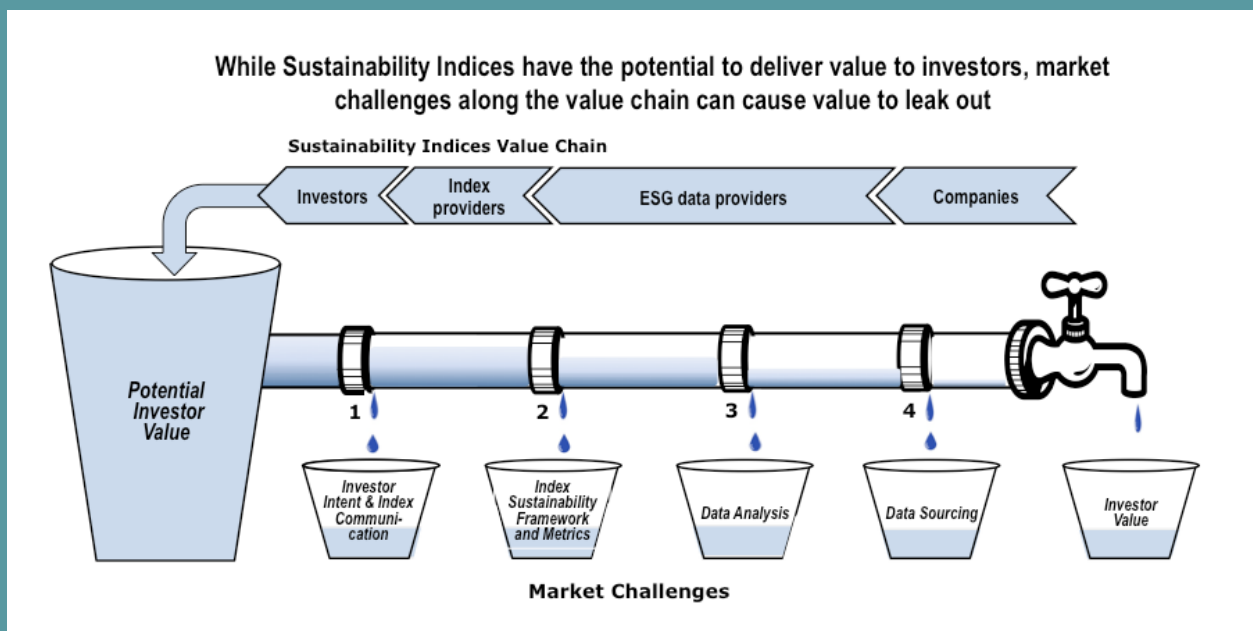 While Sustainability Indices have the potential to deliver value to investors, market
challenges along the value chain can cause value to leak out
Sustainability Indices Value Chain
Investors
Index
providers
ESG data providers
Companies
Potential
Investor
Value
1
2
3
4
Investor
Intent & Index
Communi-
cation
Index
Sustainability
Framework
and Metrics
Data Analysis
Data Sourcing
Investor
Value
Market Challenges